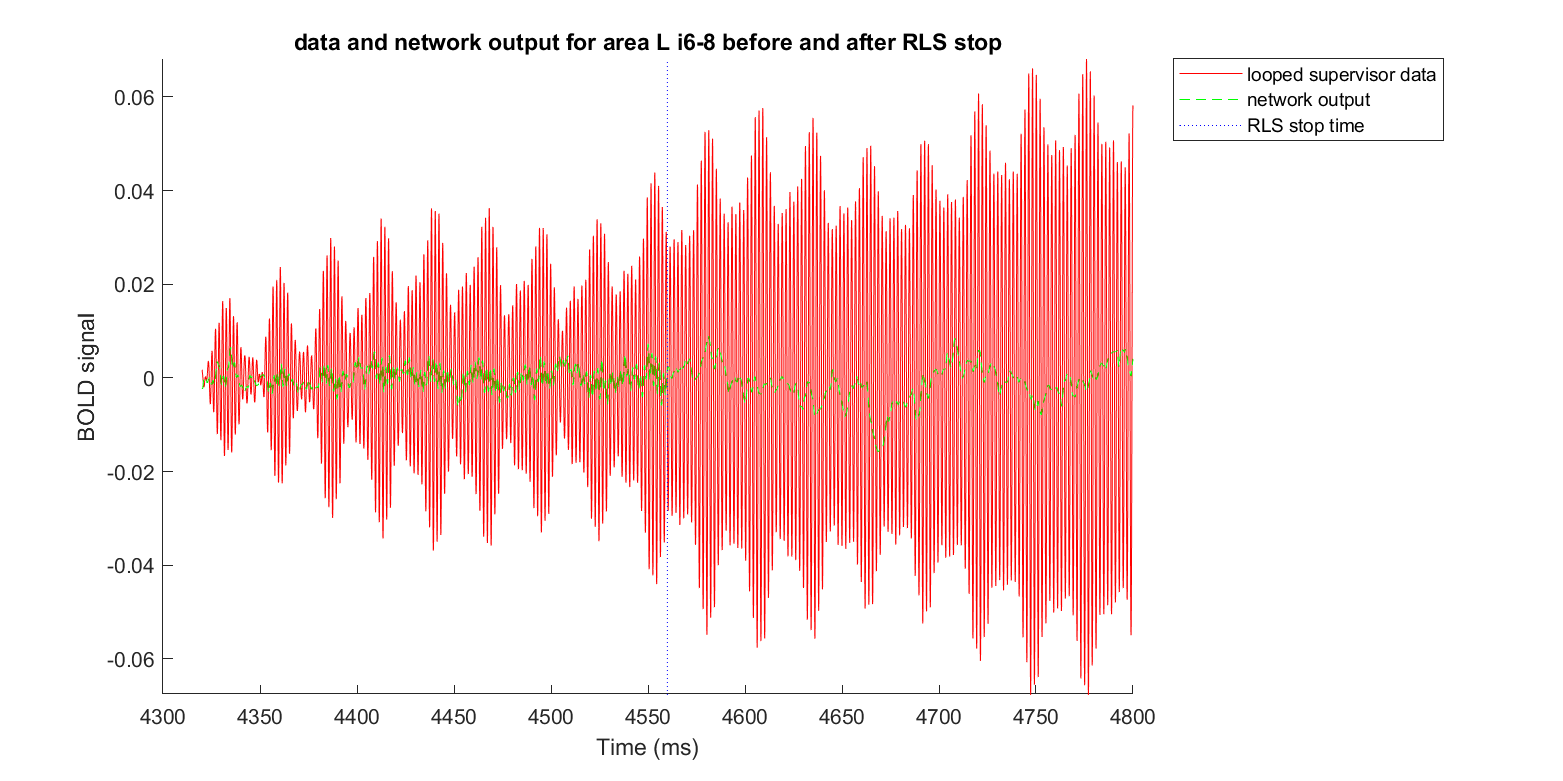 data and network output for area L i6-8 before and after RLS stop
looped supervisor data
network output
RLS stop time
BOLD signal
0.06
0.04
0.02
0
-0.02
-0.04
-0.06
4300 4350 4400 4450 4500 4550 4600 4650 4700 4750 4800
Time (ms)